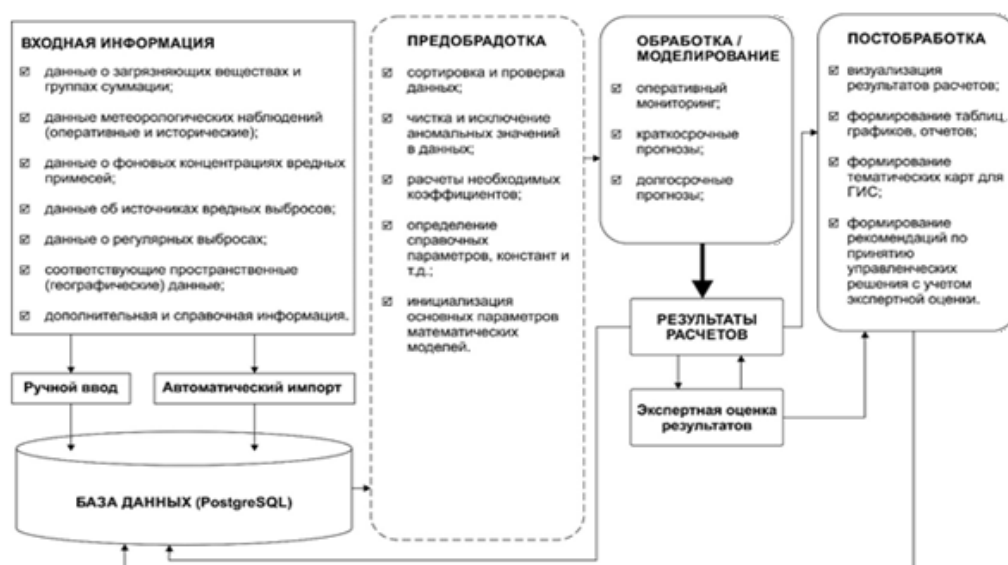 ВХОДНАЯ ИНФОРМАЦИЯ
данные о загрязняющих веществах и
группах суммации;
данные метеорологических наблюдений
(оперативные и исторические);
данные о фоновых концентрациях вредных
примесей;
данные об источниках вредных выбросов;
данные о регулярных выбросах;
соответствующие пространственные
(географические) данные;
дополнительная и справочная информация.
Ручной ввод
Автоматический импорт
БАЗА ДАННЫХ (PostgreSQL)
ПРЕДОБРАДОТКА
сортировка и проверка
данных;
чистка и исключение
аномальных значений
в данных;
расчеты необходимых
коэффициентов;
определение
справочных
параметров, констант и
т.д.;
инициализация
основных параметров
математических
моделей.
ОБРАБОТКА /
МОДЕЛИРОВАНИЕ
оперативный
мониторинг;
краткосрочные
прогнозы;
долгосрочные
прогнозы;
РЕЗУЛЬТАТЫ
РАСЧЕТОВ
Экспертная оценка
результатов
ПОСТОБРАБОТКА
визуализация
результатов расчетов;
формирование таблиц,
графиков, отчетов;
формирование
тематических карт для
ГИС;
формирование
рекомендаций по
принятию
управленческих
решения с учетом
экспертной оценки.